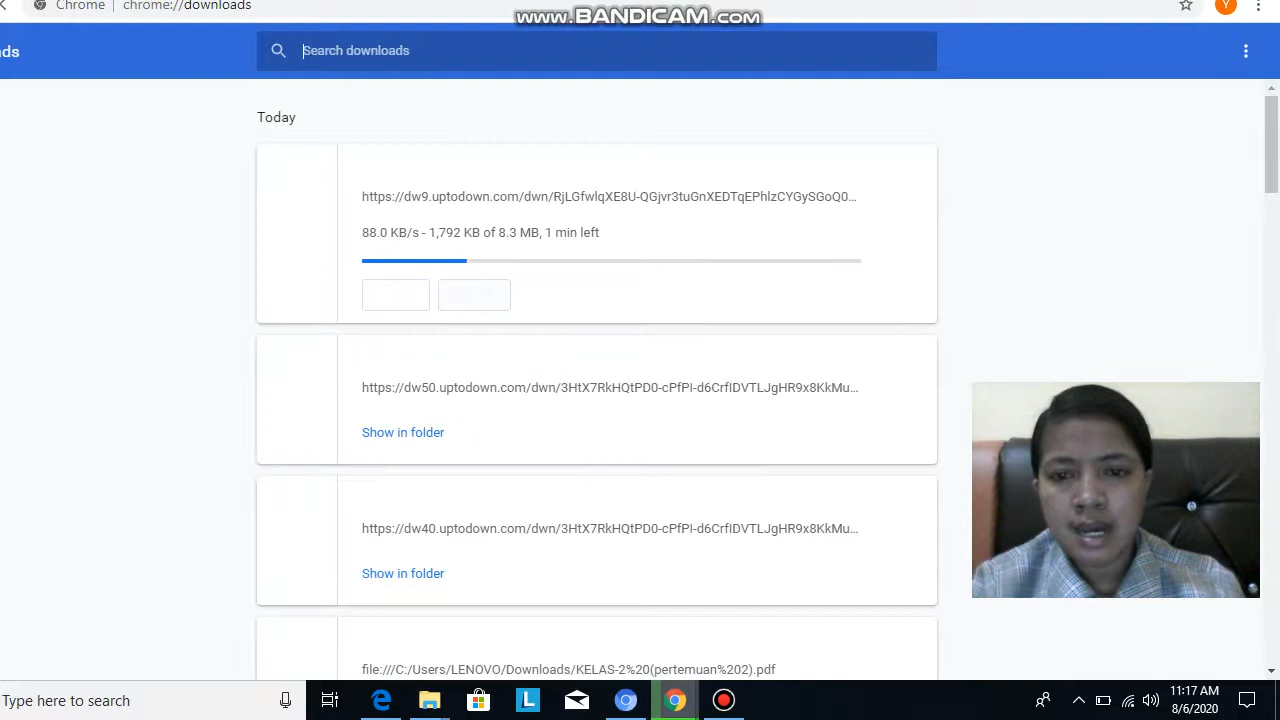 Chrome | chrome://downloads
www.BANDICAM.com
Y
ds
Search downloads
Today
https://dw9.uptodown.com/dwn/RjLGfwlqXE8U-QGjvr3tuGnXEDTqEPhlzCYGySGoQ0...
88.0 KB/s - 1,792 KB of 8.3 MB, 1 min left
https://dw50.uptodown.com/dwn/3HtX7RkHQtPD0-cPfPI-d6CrfIDVTLJgHR9x8KkMu...
Show in folder
https://dw40.uptodown.com/dwn/3HtX7RkHQtPD0-cPfPI-d6CrfIDVTLJgHR9x8KkMu...
Show in folder
file:///C:/Users/LENOVO/Downloads/KELAS-2%20(pertemuan%202).pdf
Type here to search
L
11:17 AM
8/6/2020